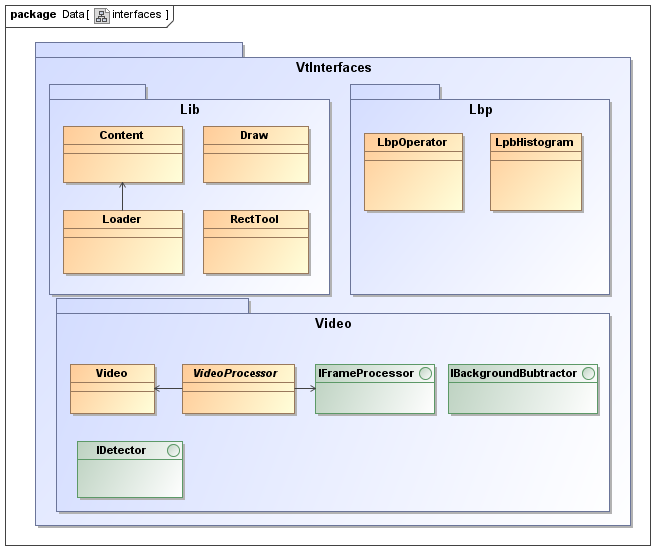 package Data [ interfaces ]
VtInterfaces
Lib
Lbp
Content
Draw
LbpOperator
LpbHistogram
Loader
RectTool
Video
Video
VideoProcessor
IFrameProcessor
IBackgroundBubtractor
IDetector